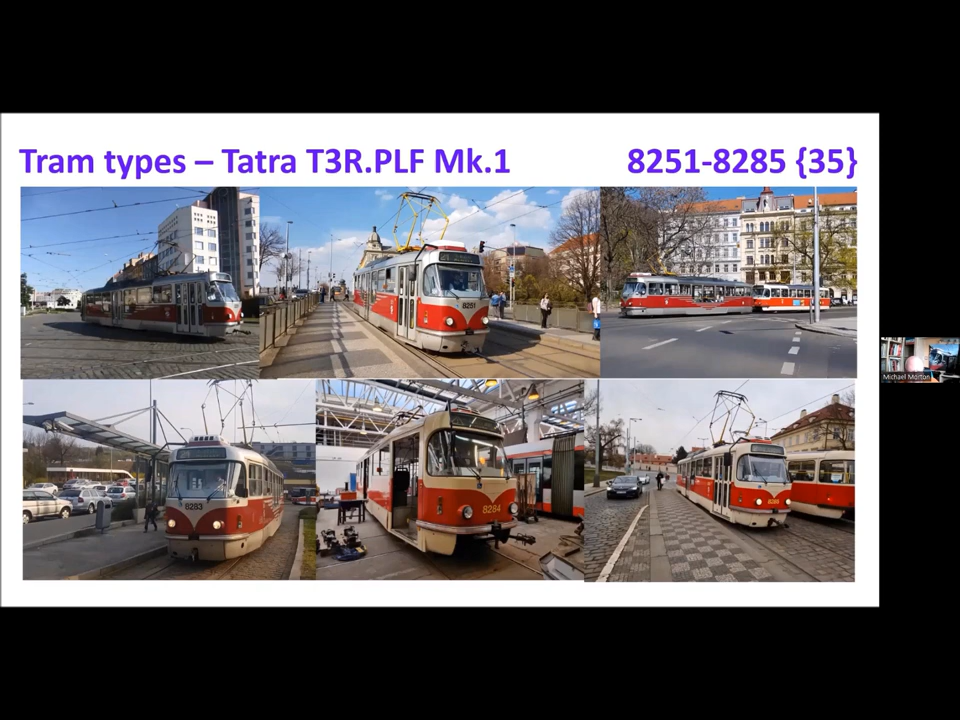 Tram types – Tatra T3R.PLF Mk.1 8251-8285 {35}
8251
8283
8284
Michael Morton